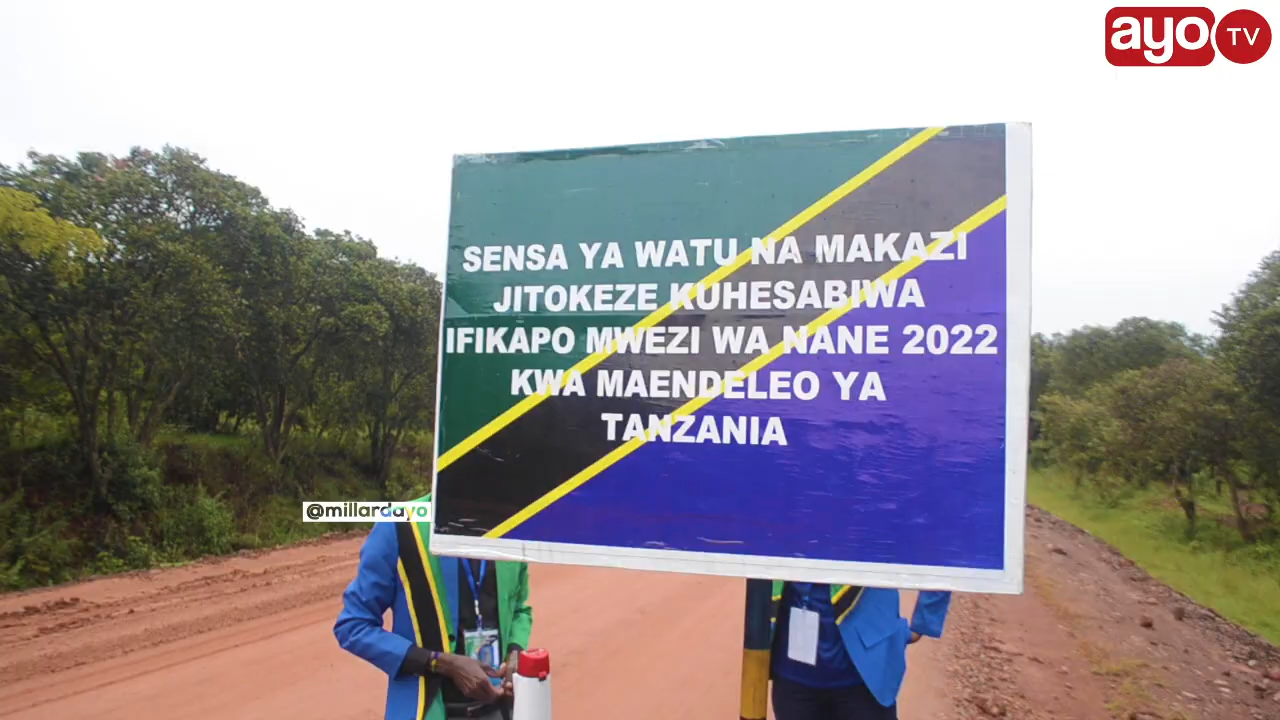 ayo TV
SENSA YA WATU NA MAKAZI
JITOKEZE KUHESABIWA
IFIKAPO MWEZI WA NANE 2022
KWA MAENDELEO YA
TANZANIA
@millardayo